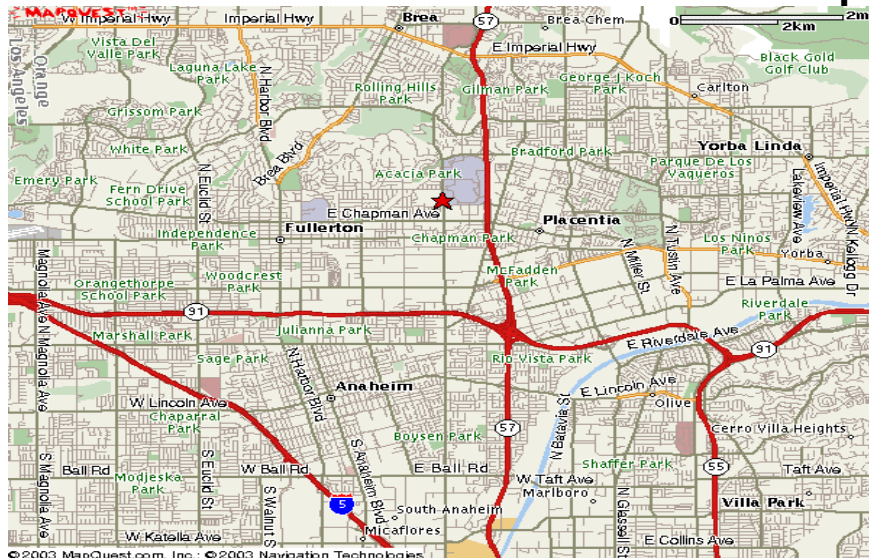 MAPQUEST
W Imperial Hwy
Imperial Hwy
Brea
57
Brea Chem
0
2m
2km
Vista Del
Valley Park
E Imperial Hwy
Black Gold
Golf Club
Orange
Los Angeles
Laguna Lake
Park
N Harbor Blvd
Rolling Hills
Park
Gilman Park
George J Koch
Park
Carlton
Grissom Park
White Park
Brea Blvd
Bradford Park
Yorba Linda
Emery Park
Fern Drive
School Park
N Euclid St
Acacia Park
Parque De Los
Vaqueros
Imperial Hwy
Lakeview Ave
E Chapman Ave
Fullerton
Placentia
Independence
Park
Chapman Park
N Miller St
N Tustin Ave
Los Ninos
Park
Yorba
N Kellogg Dr
Magnolia Ave
Orangethorpe
School Park
Woodcrest
Park
McFadden
Park
E La Palma Ave
Riverdale
Park
91
N Magnolia Ave
Marshall Park
Julianna Park
E Riverdale Ave
91
Sage Park
N Harbor Blvd
Rio Vista Park
Anaheim
E Lincoln Ave
Olive
W Lincoln Ave
Chaparral
Park
N Batavia St
57
Cerro Villa Heights
S Magnolia Ave
Ball Rd
S Euclid St
W Ball Rd
S Anaheim Blvd
Boysen Park
E Ball Rd
Shaffer Park
55
Taft Ave
Modjeska
Park
S Walnut S
5
W Taft Ave
Marlboro
N Gassell St
Villa Park
South Anaheim
W Katella Ave
Micaflores
E Collins Ave
©2003 MapQuest.com, Inc.; ©2003 Navigation Technologies